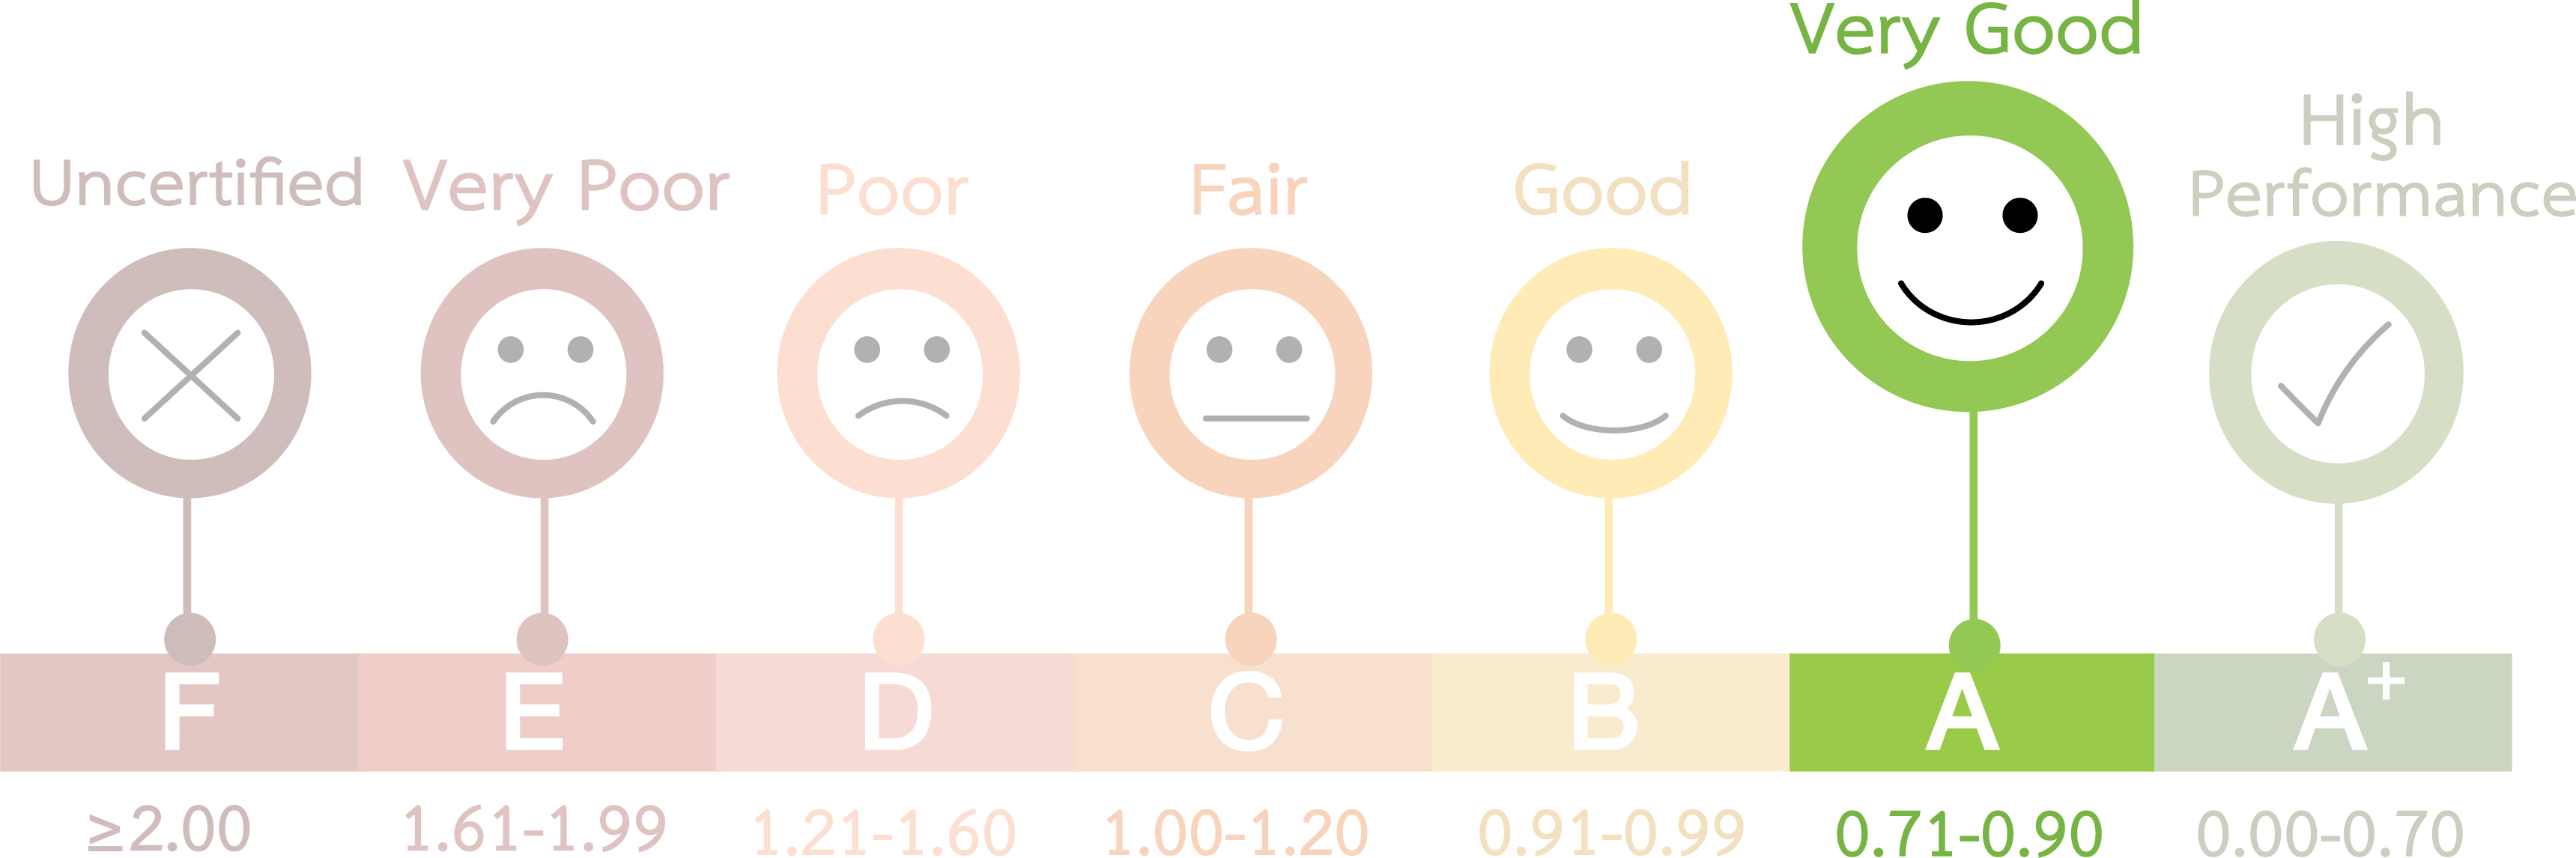 Uncertified
Very Poor
Poor
Fair
Good
Very Good
High
Performance
F
E
D
C
B
A
A+
≥2.00
1.61-1.99
1.21-1.60
1.00-1.20
0.91-0.99
0.71-0.90
0.00-0.70